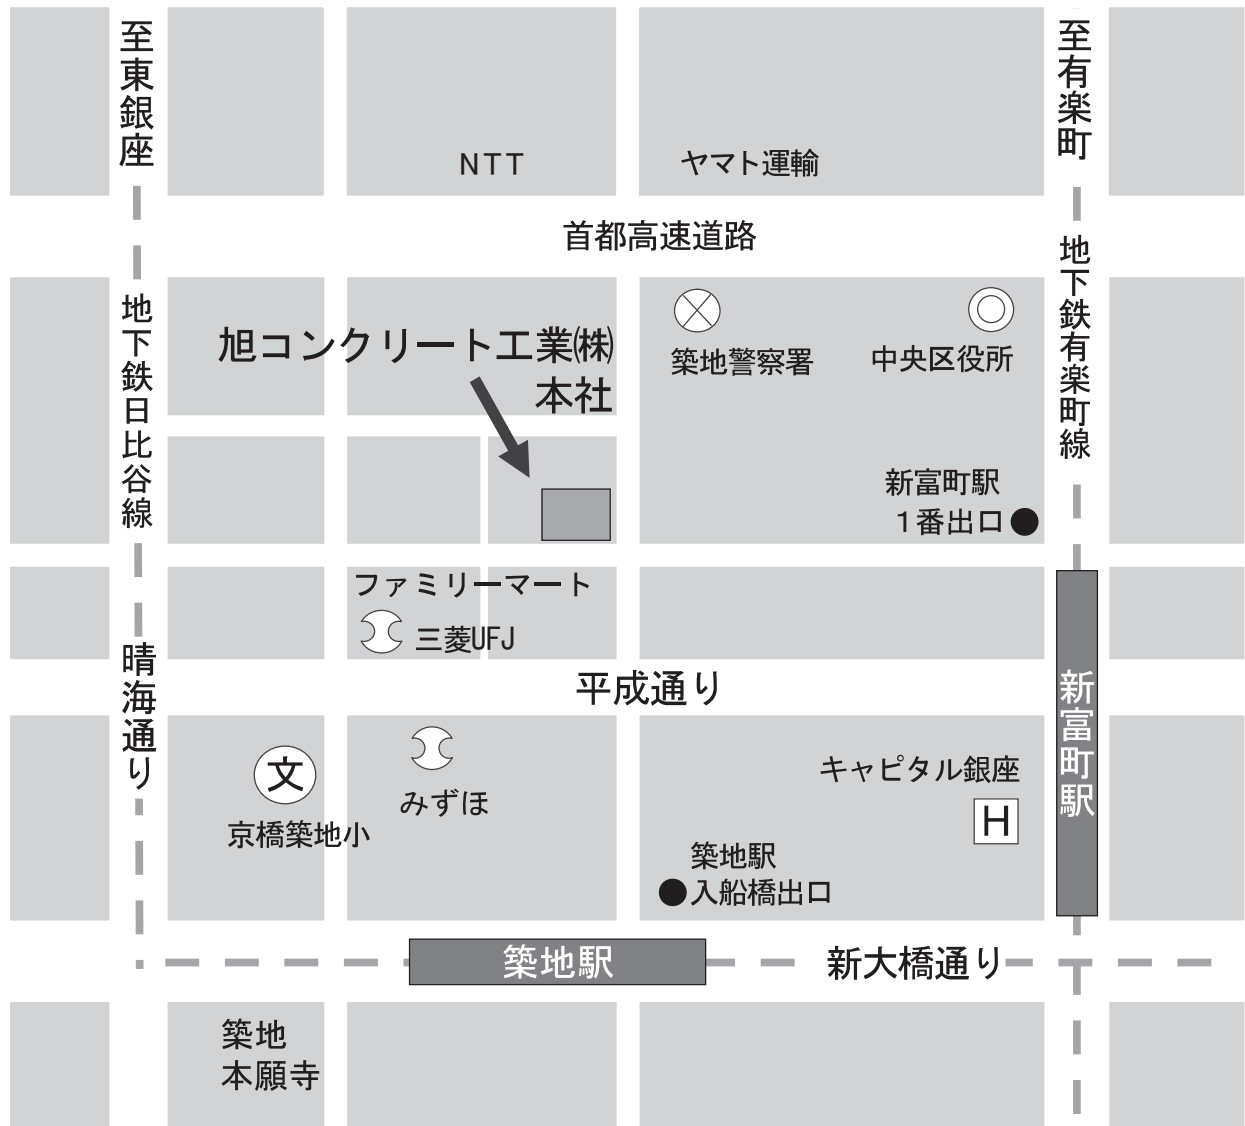 至東銀座
至有楽町
NTT
ヤマト運輸
首都高速道路
地下鉄日比谷線
地下鉄有楽町線
旭コンクリート工業㈱
本社
築地警察署
中央区役所
新富町駅
1番出口
ファミリーマート
三菱UFJ
晴海通り
平成通り
新富町駅
文
京橋築地小
みずほ
キャピタル銀座
H
築地駅
入船橋出口
築地駅
新大橋通り
築地
本願寺